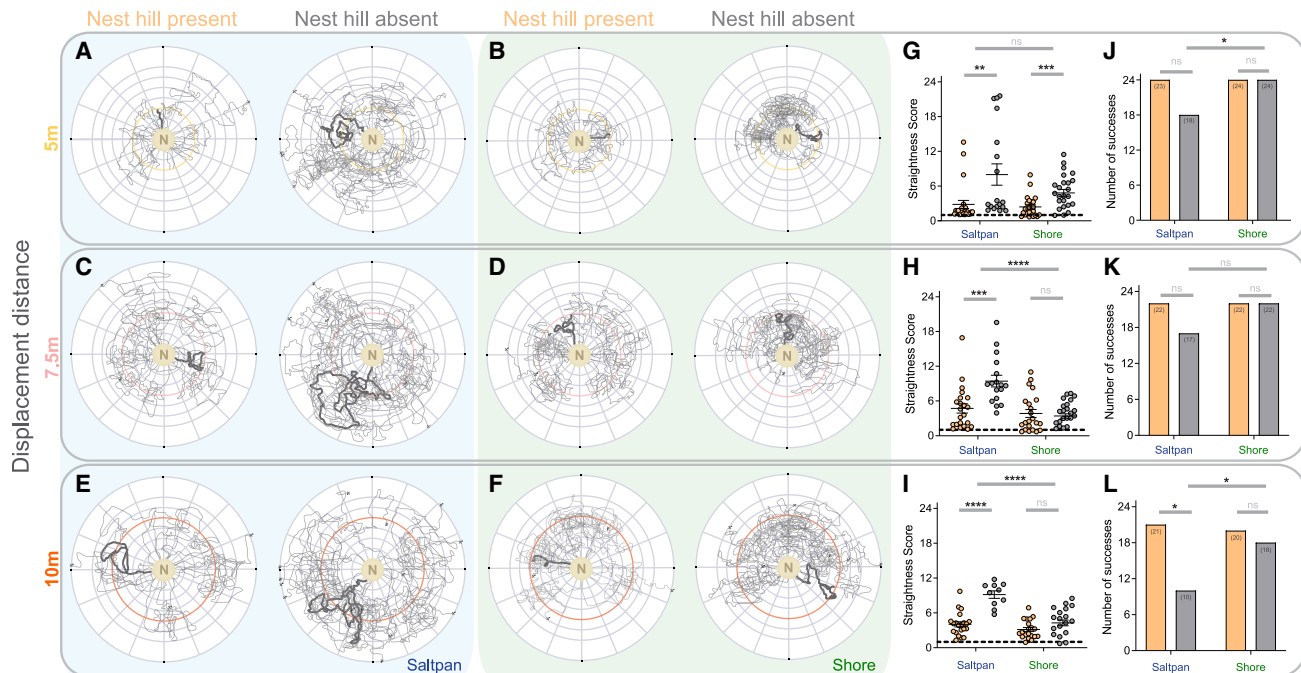 Nest hill present
Nest hill absent
Nest hill present
Nest hill absent
Displacement distance
5m
A
N
N
B
N
N
G
ns
**
***
Straightness Score
24
18
12
6
0
Saltpan
Shore
J
*
ns
ns
Number of successes
24
18
12
6
0
(23)
(18)
(24)
(24)
Saltpan
Shore
7.5m
C
N
N
D
N
N
H
****
***
ns
Straightness Score
24
18
12
6
0
Saltpan
Shore
K
ns
ns
ns
Number of successes
24
18
12
6
0
(22)
(17)
(22)
(22)
Saltpan
Shore
10m
E
N
N
Saltpan
F
N
N
Shore
I
****
****
ns
Straightness Score
24
18
12
6
0
Saltpan
Shore
L
*
*
ns
Number of successes
24
18
12
6
0
(21)
(10)
(20)
(18)
Saltpan
Shore